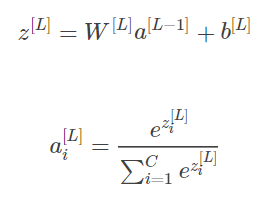 z^{[L]} = W^{[L]}a^{[L-1]} + b^{[L]}
a_i^{[L]} = \frac{e^{z_i^{[L]}}}{\sum_{i=1}^{C} e^{z_i^{[L]}}}